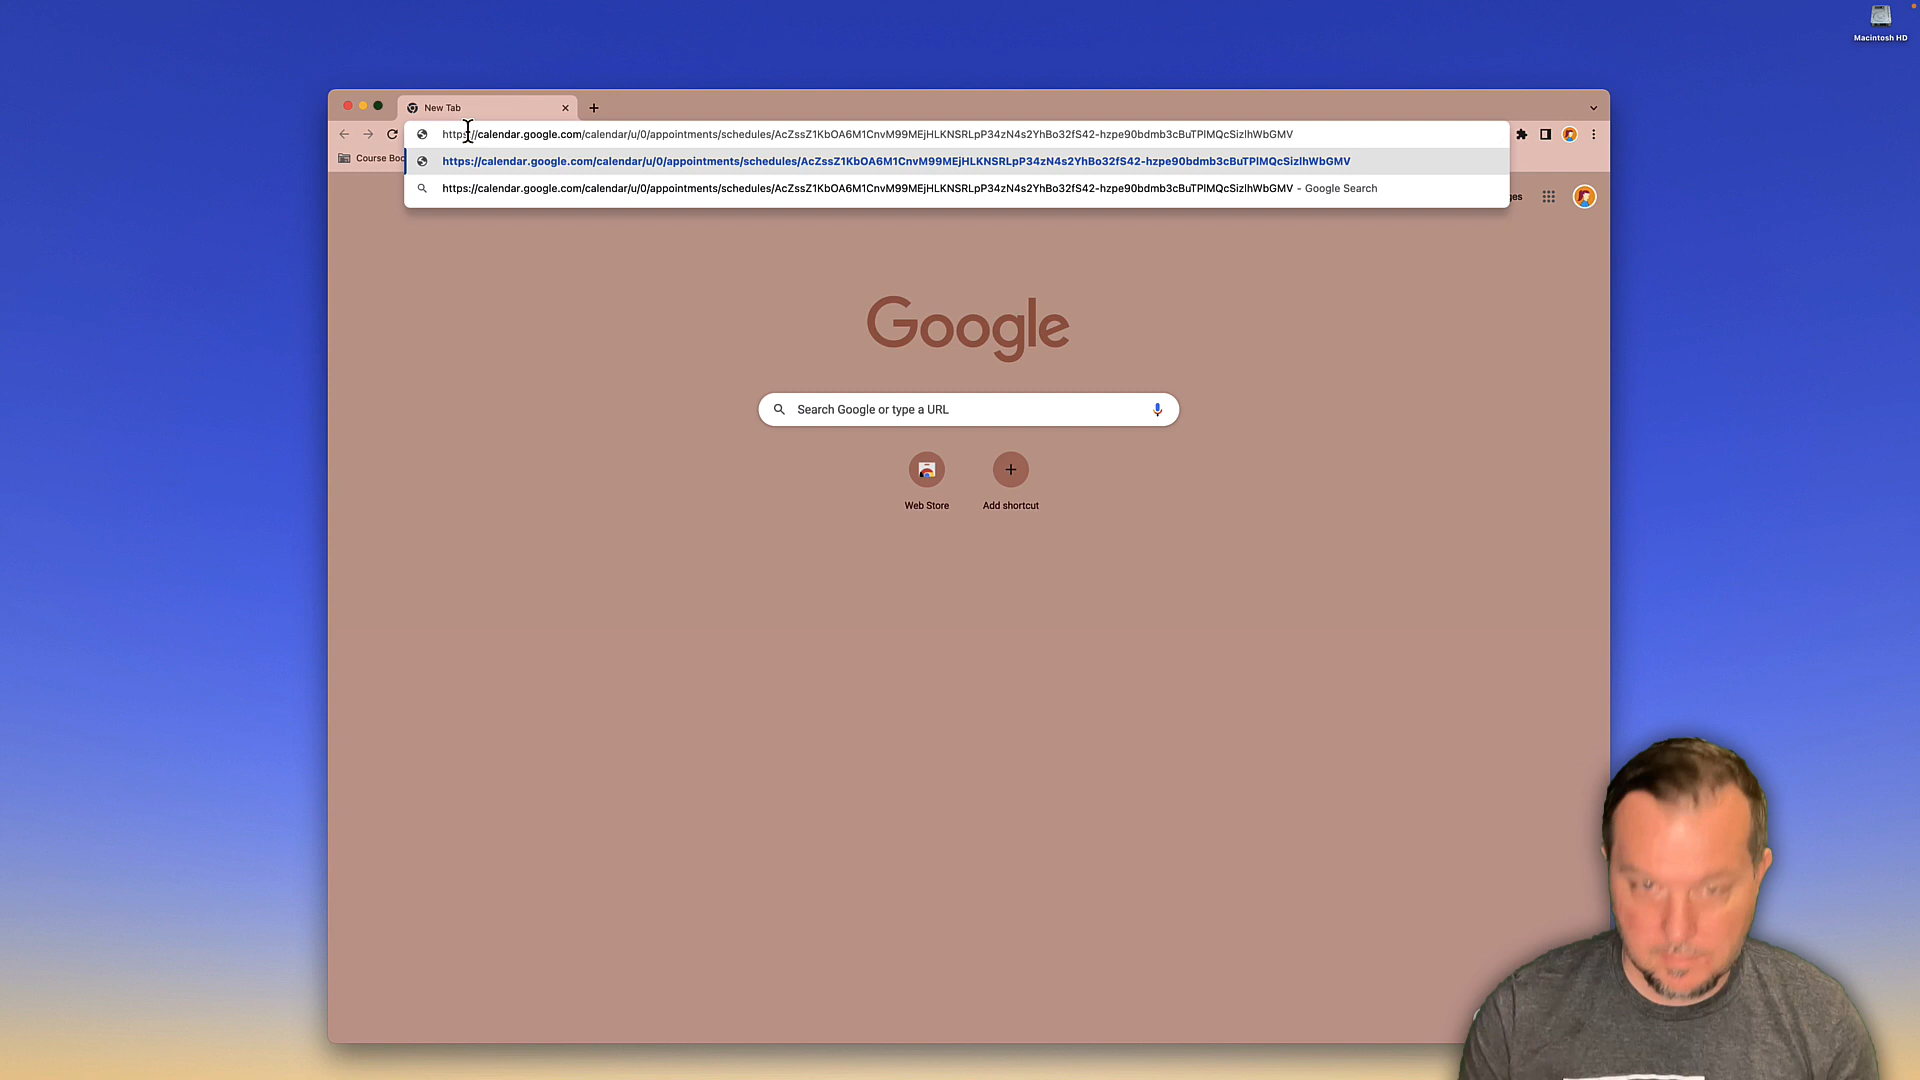 Macintosh HD
New Tab
https://calendar.google.com/calendar/u/0/appointments/schedules/AcZssZ1KbOA6M1CnvM99MEjHLKNSRLpP34zN4s2YhBo32fS42-hzpe90bdmb3cBuTPlMQcSizlhWbGMV
Course Boo
https://calendar.google.com/calendar/u/0/appointments/schedules/AcZssZ1KbOA6M1CnvM99MEjHLKNSRLpP34zN4s2YhBo32fS42-hzpe90bdmb3cBuTPlMQcSizlhWbGMV
https://calendar.google.com/calendar/u/0/appointments/schedules/AcZssZ1KbOA6M1CnvM99MEjHLKNSRLpP34zN4s2YhBo32fS42-hzpe90bdmb3cBuTPlMQcSizlhWbGMV - Google Search
Google
Search Google or type a URL
Web Store
Add shortcut